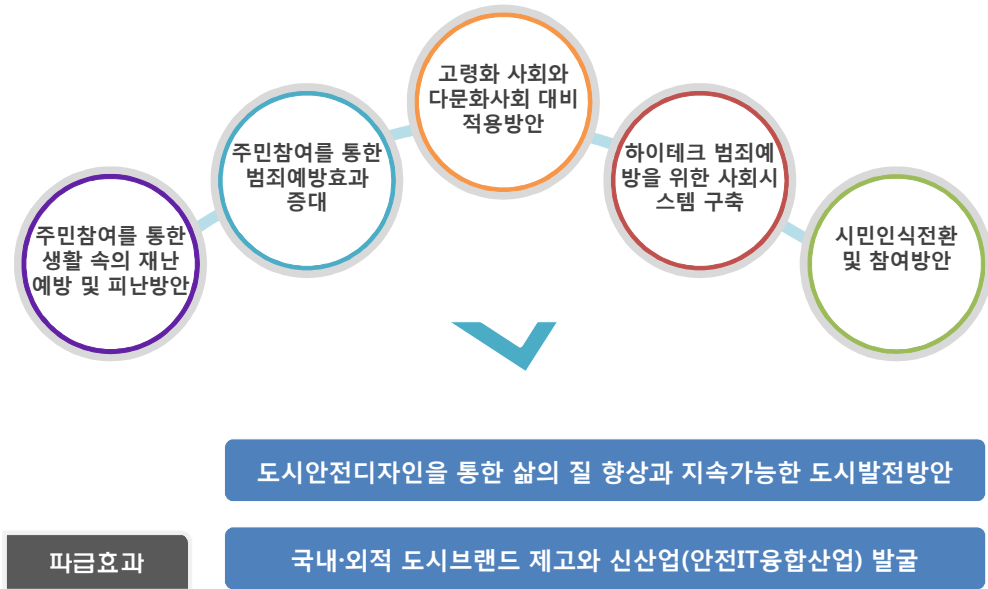 주민참여를 통한
생활 속의 재난
예방 및 피난방안
주민참여를 통한
범죄예방효과
증대
고령화 사회와
다문화사회 대비
적용방안
하이테크 범죄예
방을 위한 사회시
스템 구축
시민인식전환
및 참여방안
도시안전디자인을 통한 삶의 질 향상과 지속가능한 도시발전방안
파급효과
국내·외적 도시브랜드 제고와 신산업(안전IT융합산업) 발굴